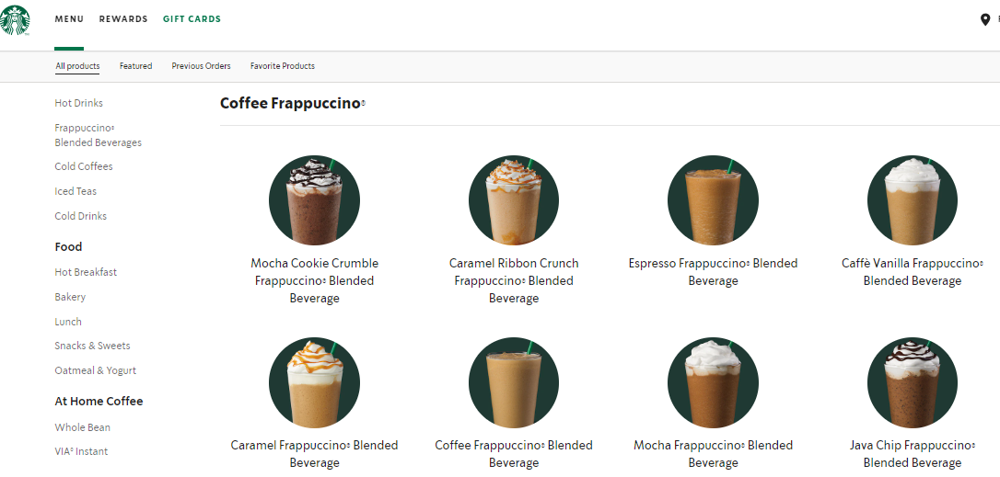 MENU REWARDS GIFT CARDS
All products Featured Previous Orders Favorite Products
Hot Drinks
Frappuccino®
Blended Beverages
Cold Coffees
Iced Teas
Cold Drinks
Food
Hot Breakfast
Bakery
Lunch
Snacks & Sweets
Oatmeal & Yogurt
At Home Coffee
Whole Bean
VIA® Instant
Coffee Frappuccino®
Mocha Cookie Crumble
Frappuccino® Blended
Beverage
Caramel Ribbon Crunch
Frappuccino® Blended
Beverage
Espresso Frappuccino® Blended
Beverage
Caffè Vanilla Frappuccino®
Blended Beverage
Caramel Frappuccino® Blended
Beverage
Coffee Frappuccino® Blended
Beverage
Mocha Frappuccino® Blended
Beverage
Java Chip Frappuccino®
Blended Beverage